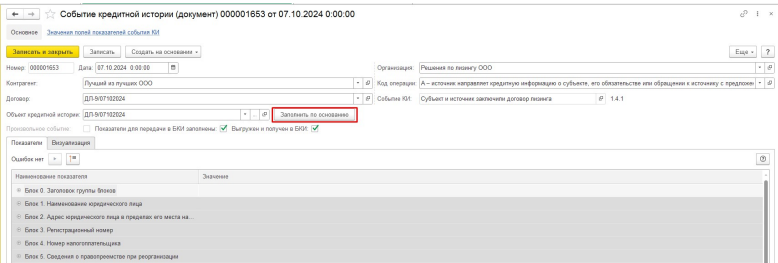 Событие кредитной истории (документ) 000001653 от 07.10.2024 0:00:00
Основное Значения полей показателей события КИ
Записать и закрыть Записать Создать на основании Еще ?
Номер: 000001653 Дата: 07.10.2024 0:00:00 Организация: Решения по лизингу ООО
Контрагент: Лучший из лучших ООО Код операции: А – источник направляет кредитную информацию о субъекте, его обязательстве или обращении к источнику с предложен
Договор: ДЛ-9/07102024 Событие КИ: Субъект и источник заключили договор лизинга 1.4.1
Объект кредитной истории: ДЛ-9/07102024 ... Заполнить по основанию
Произвольное событие: Показатели для передачи в БКИ заполнены: Выгружен и получен в БКИ:
Показатели Визуализация
Ошибок нет
Наименование показателя Значение
Блок 0. Заголовок группы блоков
Блок 1. Наименование юридического лица
Блок 2. Адрес юридического лица в пределах его места на...
Блок 3. Регистрационный номер
Блок 4. Номер налогоплательщика
Блок 5. Сведения о правопреемстве при реорганизации